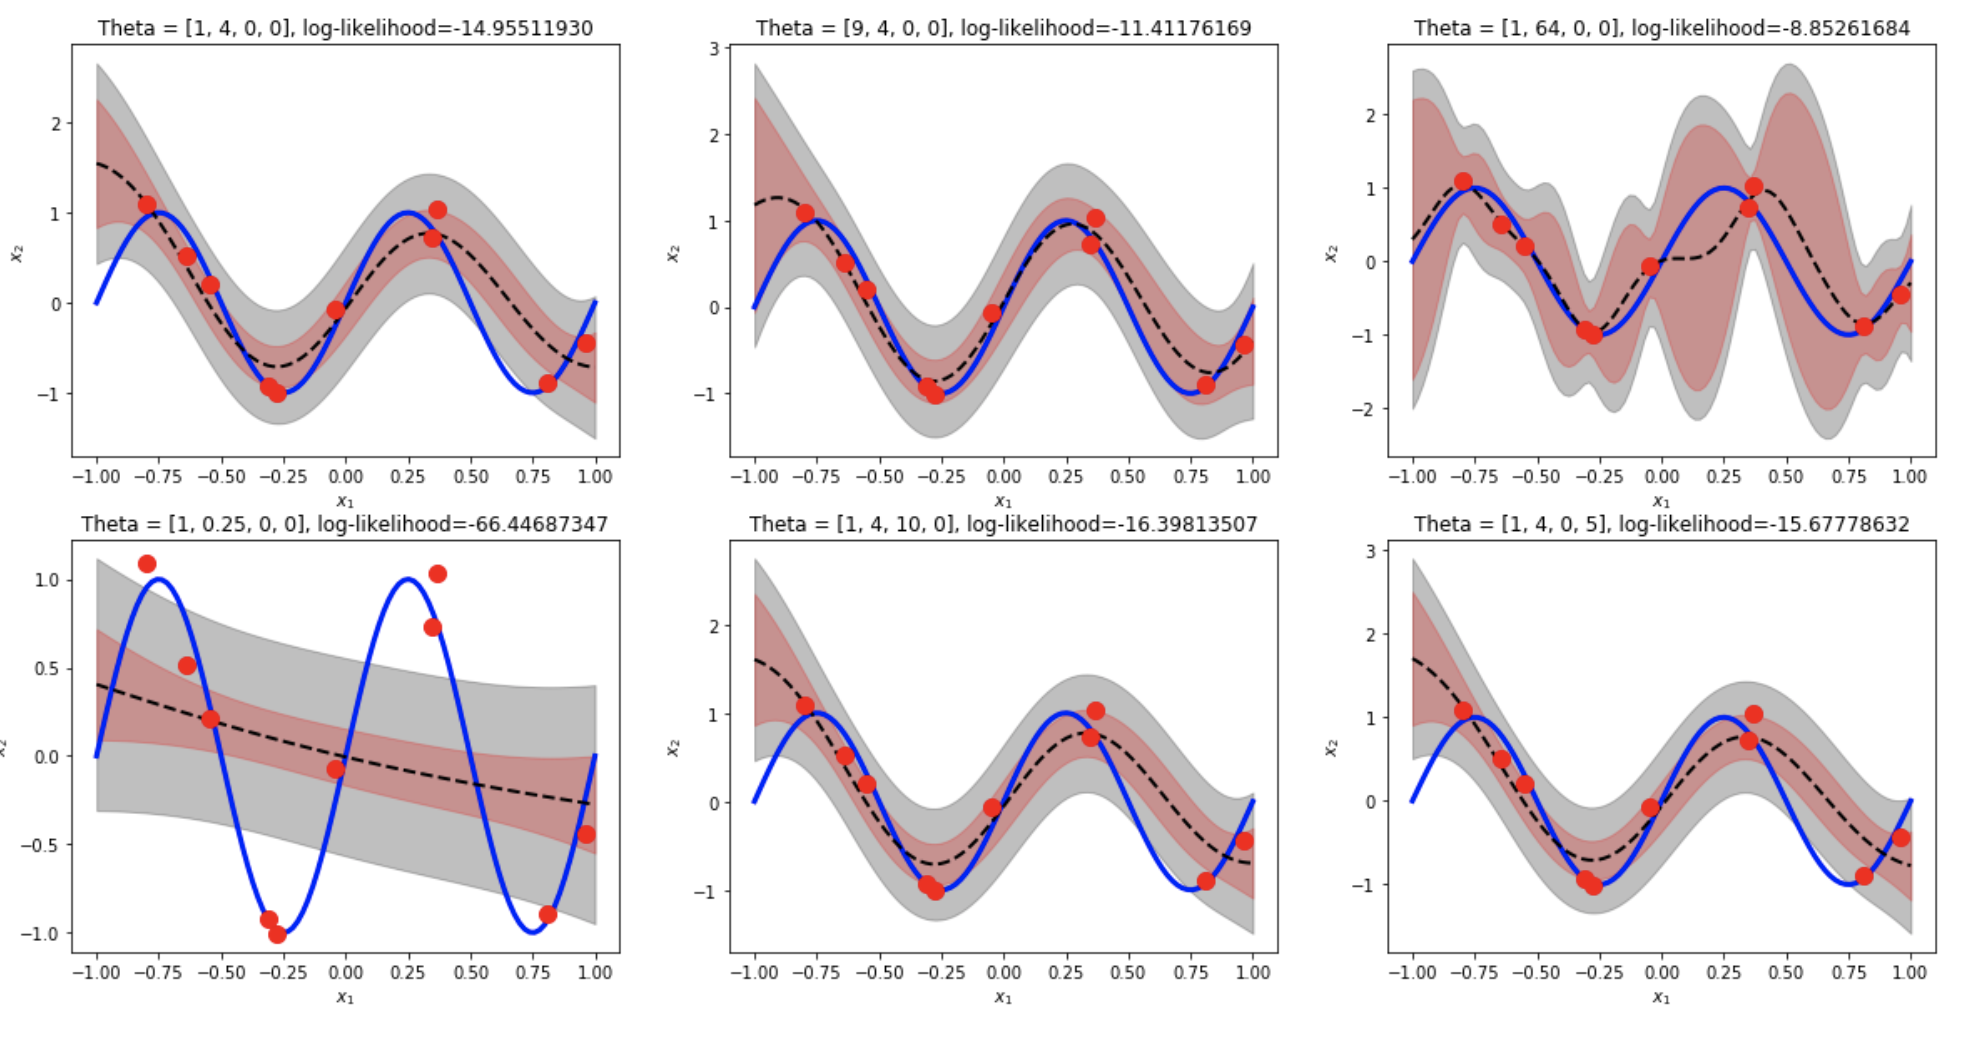 Theta = [1, 4, 0, 0], log-likelihood=-14.95511930
Theta = [9, 4, 0, 0], log-likelihood=-11.41176169
Theta = [1, 64, 0, 0], log-likelihood=-8.85261684
2
1
0
−1
x₂
−1.00 −0.75 −0.50 −0.25 0.00 0.25 0.50 0.75 1.00
x₁
3
2
1
0
−1
x₂
−1.00 −0.75 −0.50 −0.25 0.00 0.25 0.50 0.75 1.00
x₁
2
1
0
−1
−2
x₂
−1.00 −0.75 −0.50 −0.25 0.00 0.25 0.50 0.75 1.00
x₁
Theta = [1, 0.25, 0, 0], log-likelihood=-66.44687347
Theta = [1, 4, 10, 0], log-likelihood=-16.39813507
Theta = [1, 4, 0, 5], log-likelihood=-15.67778632
1.0
0.5
0.0
−0.5
−1.0
x₂
−1.00 −0.75 −0.50 −0.25 0.00 0.25 0.50 0.75 1.00
x₁
2
1
0
−1
x₂
−1.00 −0.75 −0.50 −0.25 0.00 0.25 0.50 0.75 1.00
x₁
3
2
1
0
−1
x₂
−1.00 −0.75 −0.50 −0.25 0.00 0.25 0.50 0.75 1.00
x₁